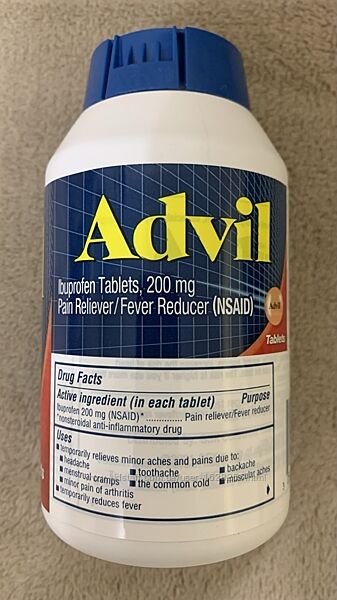 Advil
Ibuprofen Tablets, 200 mg
Pain Reliever/Fever Reducer (NSAID)
Advil
Tablets
Drug Facts
Active ingredient (in each tablet) Purpose
Ibuprofen 200 mg (NSAID)* .............. Pain reliever/Fever reducer
*nonsteroidal anti-inflammatory drug
Uses
■ temporarily relieves minor aches and pains due to:
■ headache ■ toothache ■ backache
■ menstrual cramps ■ the common cold ■ muscular aches
■ minor pain of arthritis
■ temporarily reduces fever